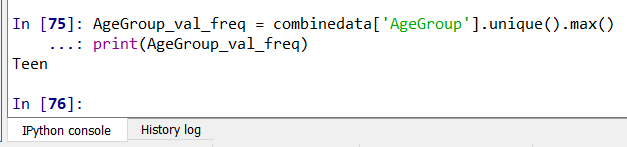 In [75]: AgeGroup_val_freq = combinedata['AgeGroup'].unique().max()
    ...: print(AgeGroup_val_freq)
Teen
In [76]:
IPython console History log